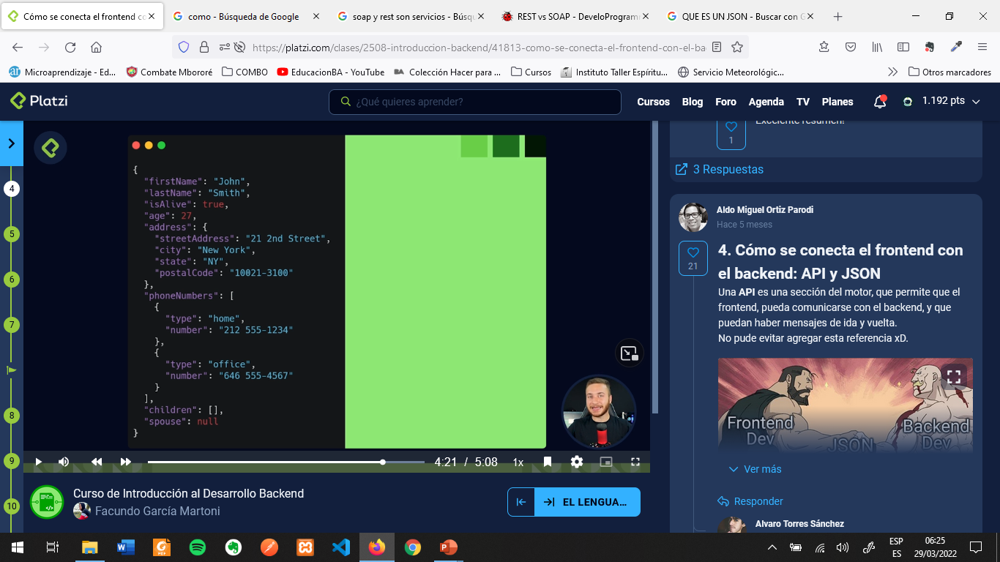 Cómo se conecta el frontend co
como - Búsqueda de Google
soap y rest son servicios - Búsqu
REST vs SOAP - DeveloProgram
QUE ES UN JSON - Buscar con G
https://platzi.com/clases/2508-introduccion-backend/41813-como-se-conecta-el-frontend-con-el-ba
Microaprendizaje - Ed...
Combate Mbororé
COMBO
EducacionBA - YouTube
BA Colección Hacer para ...
Cursos
Instituto Taller Espíritu...
Servicio Meteorológic...
Otros marcadores
Platzi
¿Qué quieres aprender?
Cursos
Blog
Foro
Agenda
TV
Planes
1.192 pts
4
5
6
7
8
9
10
{
"firstName": "John",
"lastName": "Smith",
"isAlive": true,
"age": 27,
"address": {
"streetAddress": "21 2nd Street",
"city": "New York",
"state": "NY",
"postalCode": "10021-3100"
},
"phoneNumbers": [
{
"type": "home",
"number": "212 555-1234"
},
{
"type": "office",
"number": "646 555-4567"
}
],
"children": [],
"spouse": null
}
4:21 / 5:08
1x
Curso de Introducción al Desarrollo Backend
Facundo García Martoni
EL LENGUA...
Excelente resumen!
1
3 Respuestas
Aldo Miguel Ortiz Parodi
Hace 5 meses
21
4. Cómo se conecta el frontend con
el backend: API y JSON
Una API es una sección del motor, que permite que el
frontend, pueda comunicarse con el backend, y que
puedan haber mensajes de ida y vuelta.
No pude evitar agregar esta referencia xD.
Frontend
Dev
JSON
Backend
Dev
Ver más
Responder
Alvaro Torres Sánchez
ESP
ES
06:25
29/03/2022